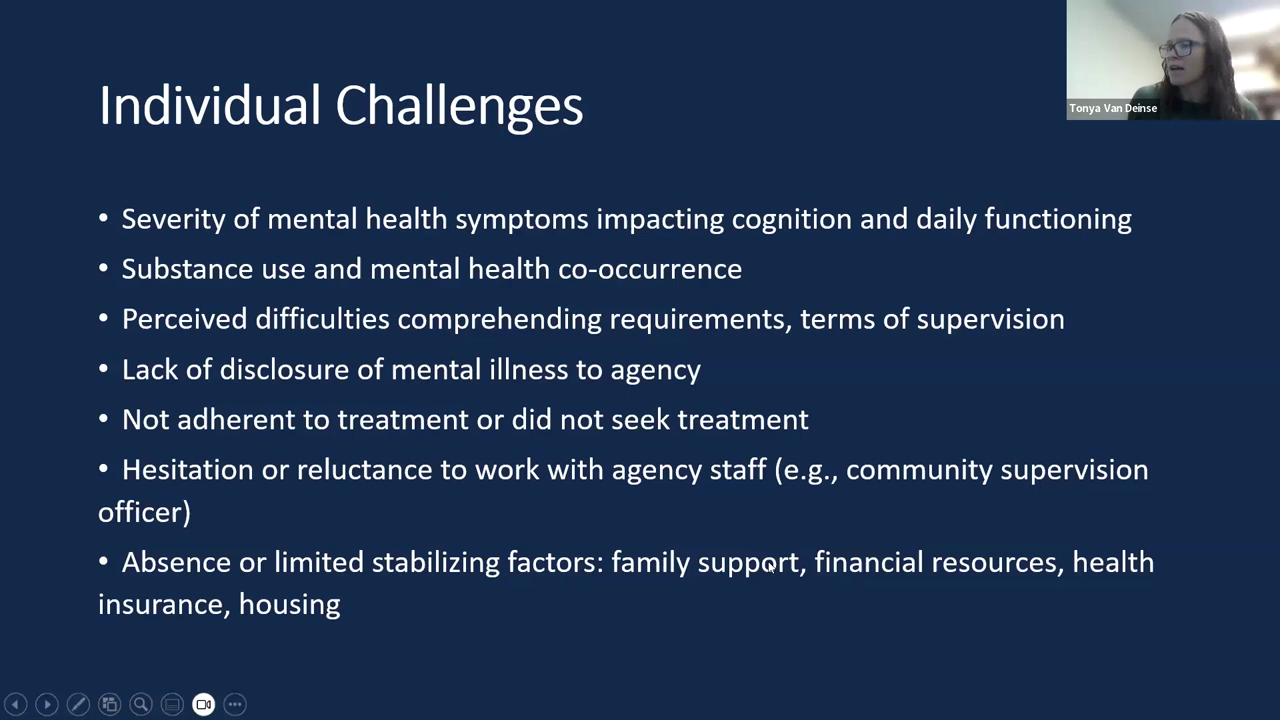 Individual Challenges
Tonya Van Deinse
• Severity of mental health symptoms impacting cognition and daily functioning
• Substance use and mental health co-occurrence
• Perceived difficulties comprehending requirements, terms of supervision
• Lack of disclosure of mental illness to agency
• Not adherent to treatment or did not seek treatment
• Hesitation or reluctance to work with agency staff (e.g., community supervision
officer)
• Absence or limited stabilizing factors: family support, financial resources, health
insurance, housing